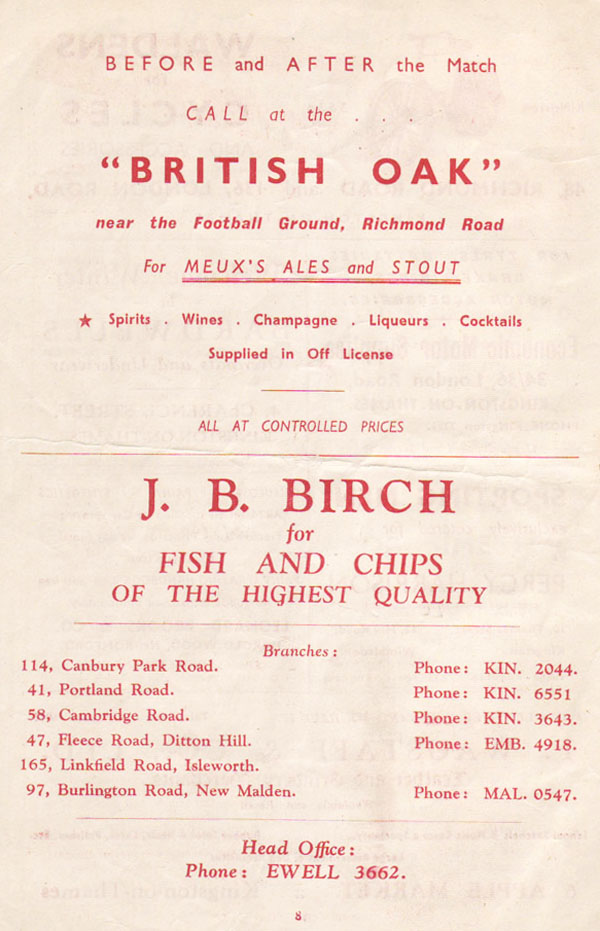 BEFORE and AFTER the Match
CALL at the . . .
"BRITISH OAK"
near the Football Ground, Richmond Road
For MEUX'S ALES and STOUT
★ Spirits . Wines . Champagne . Liqueurs . Cocktails
Supplied in Off License
ALL AT CONTROLLED PRICES
J. B. BIRCH
for
FISH AND CHIPS
OF THE HIGHEST QUALITY
Branches:
114, Canbury Park Road. Phone: KIN. 2044.
41, Portland Road. Phone: KIN. 6551
58, Cambridge Road. Phone: KIN. 3643.
47, Fleece Road, Ditton Hill. Phone: EMB. 4918.
165, Linkfield Road, Isleworth.
97, Burlington Road, New Malden. Phone: MAL. 0547.
Head Office:
Phone: EWELL 3662.
8